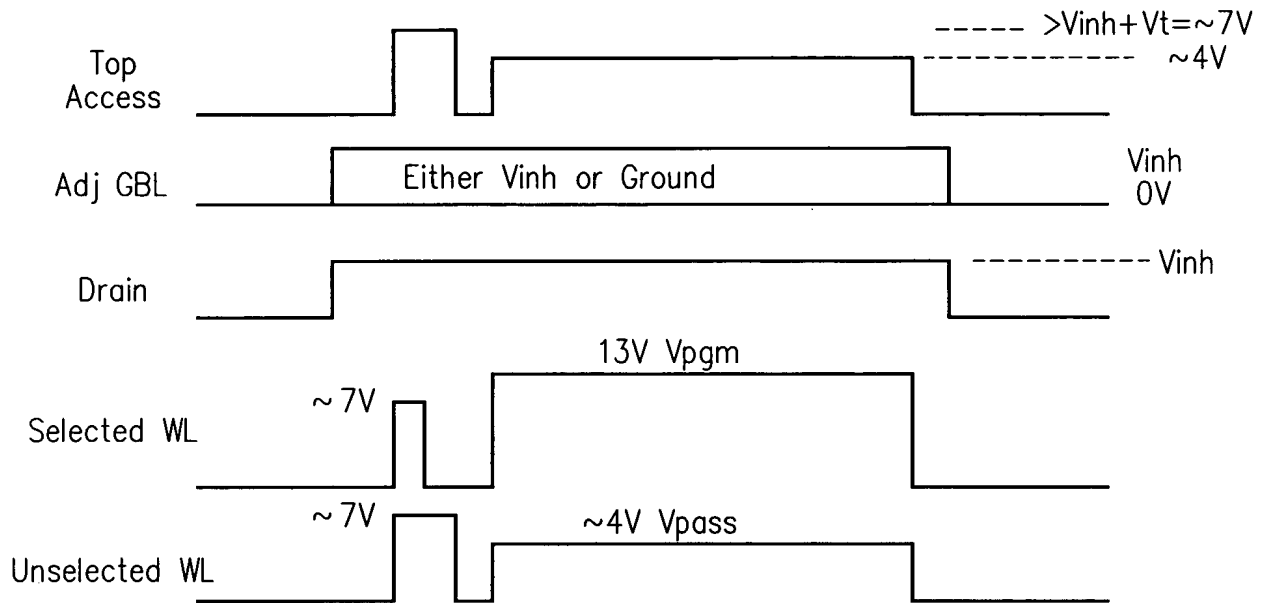 >Vinh+Vt=~7V
Top
Access
~4V
Adj GBL
Either Vinh or Ground
Vinh
0V
Drain
Vinh
13V Vpgm
~7V
Selected WL
~7V
~4V Vpass
Unselected WL